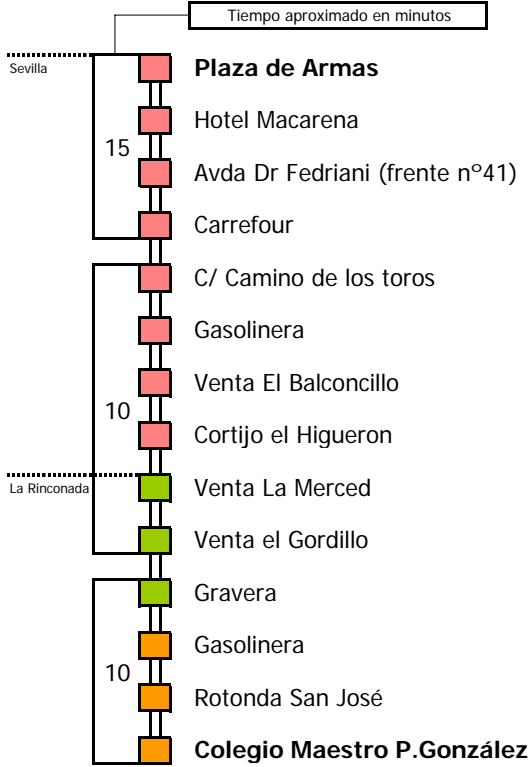 Tiempo aproximado en minutos
Sevilla
Plaza de Armas
Hotel Macarena
15
Avda Dr Fedriani (frente nº41)
Carrefour
C/ Camino de los toros
Gasolinera
Venta El Balconcillo
10
Cortijo el Higueron
La Rinconada
Venta La Merced
Venta el Gordillo
Gravera
Gasolinera
10
Rotonda San José
Colegio Maestro P.González